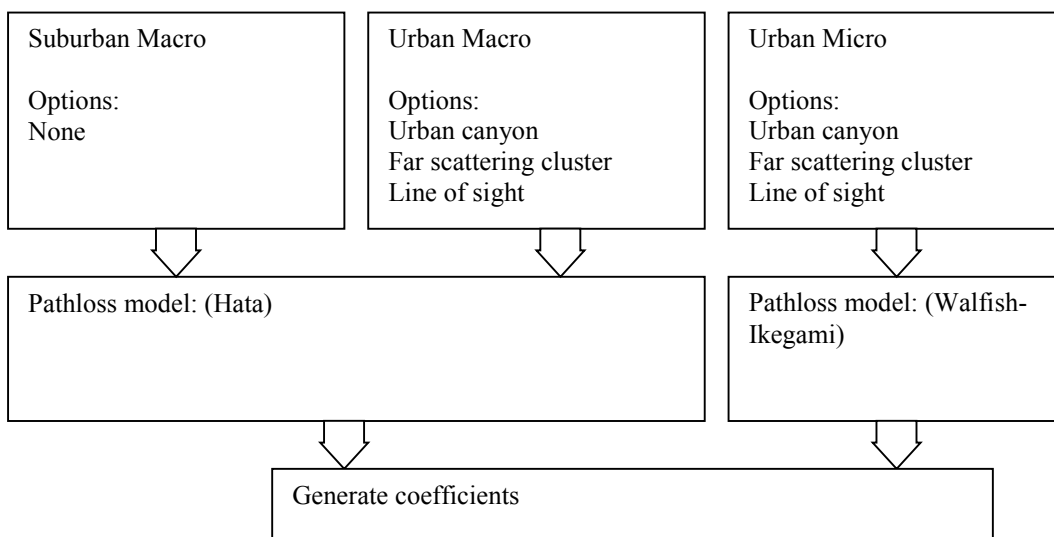 Suburban Macro
Options:
None
Urban Macro
Options:
Urban canyon
Far scattering cluster
Line of sight
Urban Micro
Options:
Urban canyon
Far scattering cluster
Line of sight
Pathloss model: (Hata)
Pathloss model: (Walfish-
Ikegami)
Generate coefficients